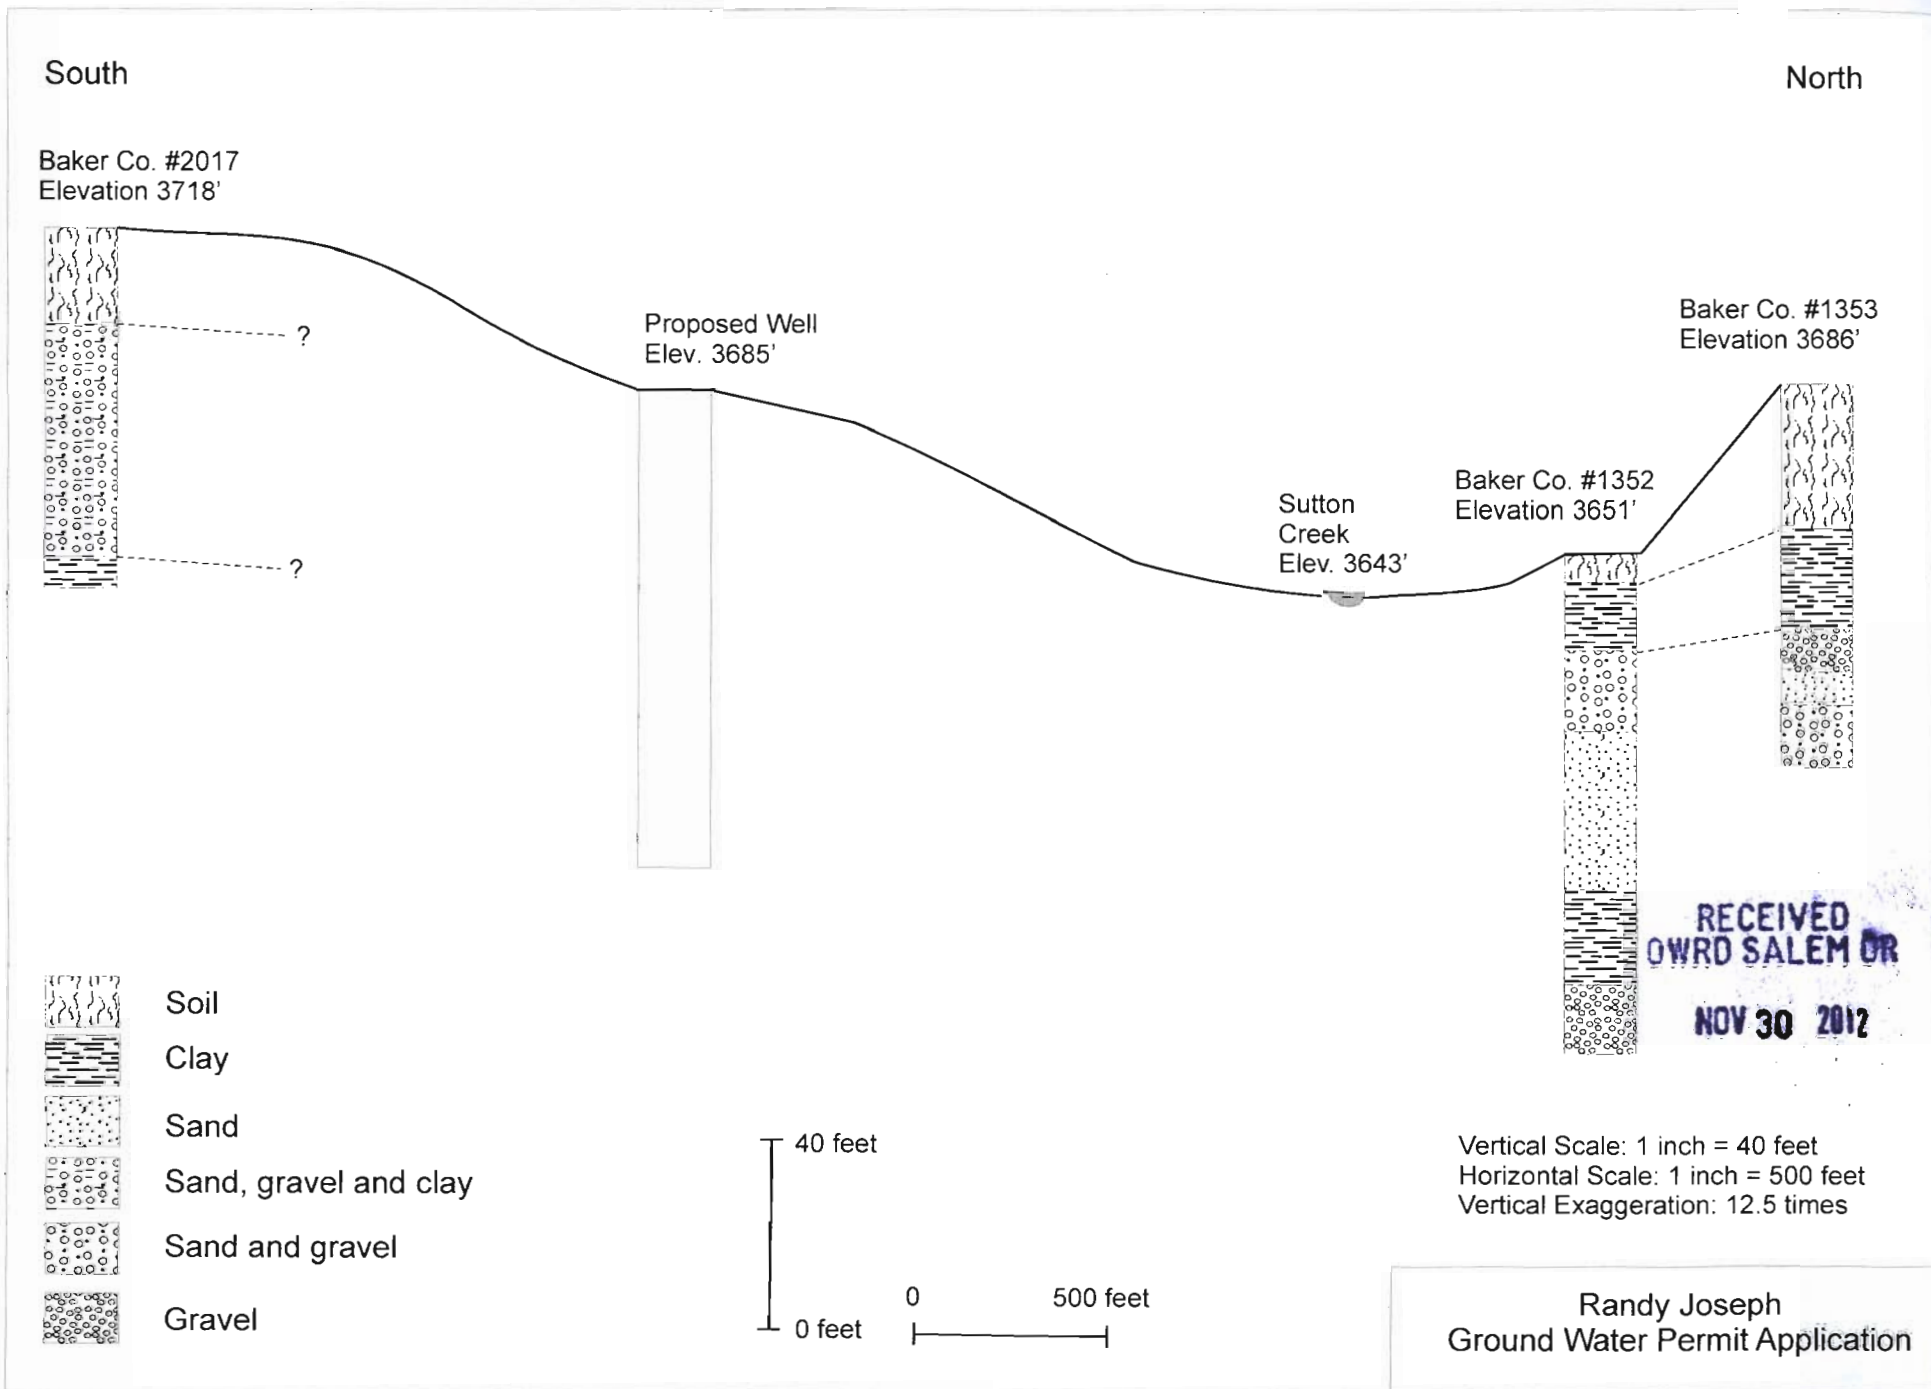 South
North
Baker Co. #2017
Elevation 3718'
?
?
Proposed Well
Elev. 3685'
Sutton
Creek
Elev. 3643'
Baker Co. #1352
Elevation 3651'
Baker Co. #1353
Elevation 3686'
RECEIVED
OWRD SALEM OR
NOV 30 2012
Soil
Clay
Sand
Sand, gravel and clay
Sand and gravel
Gravel
40 feet
0 feet
0 500 feet
Vertical Scale: 1 inch = 40 feet
Horizontal Scale: 1 inch = 500 feet
Vertical Exaggeration: 12.5 times
Randy Joseph
Ground Water Permit Application